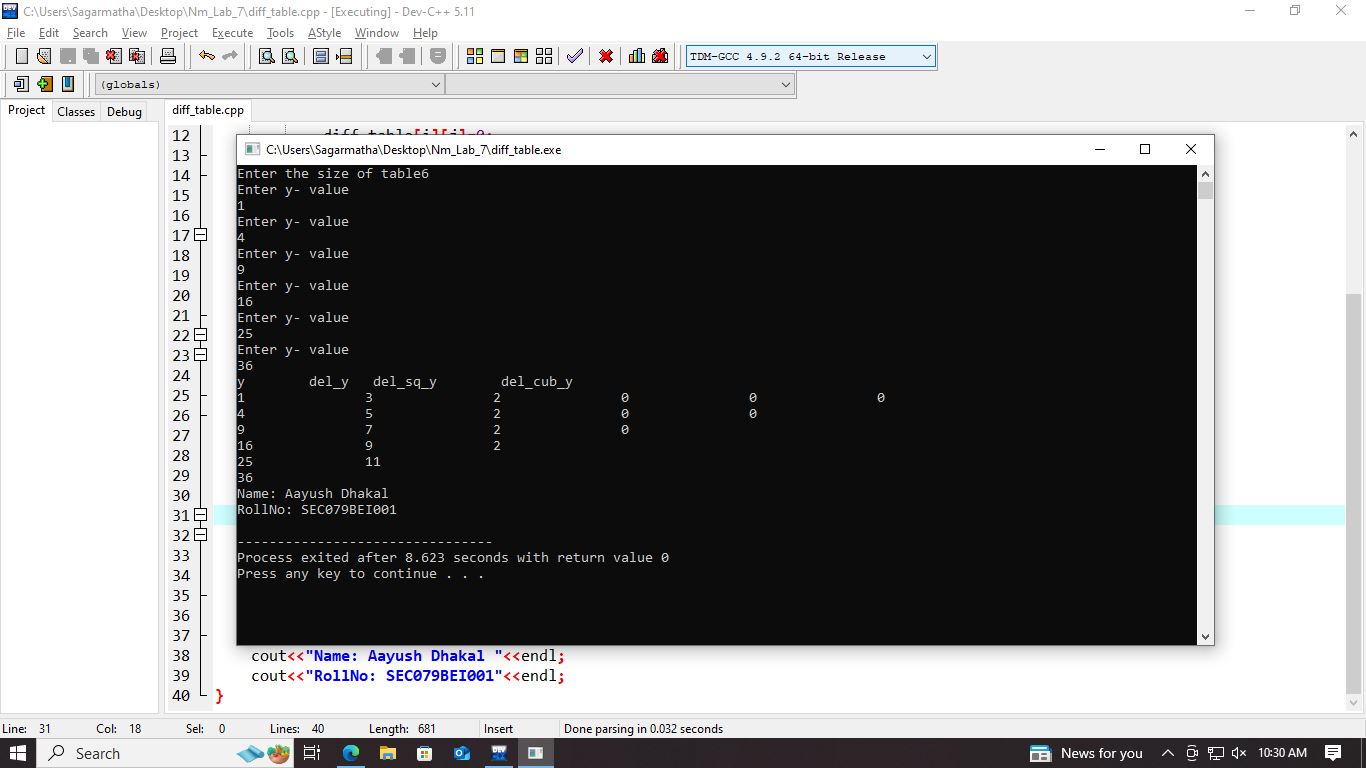 C:\Users\Sagarmatha\Desktop\Nm_Lab_7\diff_table.cpp - [Executing] - Dev-C++ 5.11
File Edit Search View Project Execute Tools AStyle Window Help
TDM-GCC 4.9.2 64-bit Release
(globals)
Project Classes Debug diff_table.cpp
12
C:\Users\Sagarmatha\Desktop\Nm_Lab_7\diff_table.exe
13
14
15
16
17
18
19
20
21
22
23
24
25
26
27
28
29
30
31
32
33
34
35
36
37
Enter the size of table6
Enter y- value
1
Enter y- value
4
Enter y- value
9
Enter y- value
16
Enter y- value
25
Enter y- value
36
y del_y del_sq_y del_cub_y
1 3 2 0 0 0
4 5 2 0 0
9 7 2 0
16 9 2
25 11
36
Name: Aayush Dhakal
RollNo: SEC079BEI001
--------------------------------
Process exited after 8.623 seconds with return value 0
Press any key to continue . . .
38 cout<<"Name: Aayush Dhakal "<<endl;
39 cout<<"RollNo: SEC079BEI001"<<endl;
40 }
Line: 31 Col: 18 Sel: 0 Lines: 40 Length: 681 Insert Done parsing in 0.032 seconds
Search News for you 10:30 AM